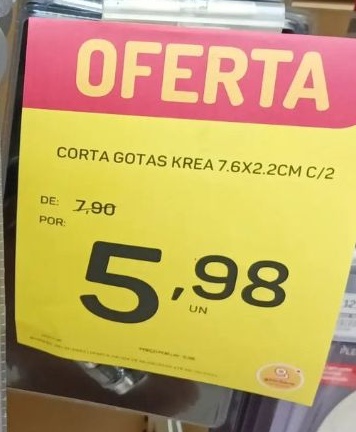 OFERTA
CORTA GOTAS KREA 7.6X2.2CM C/2
DE: 7,90
POR:
5,98
UN